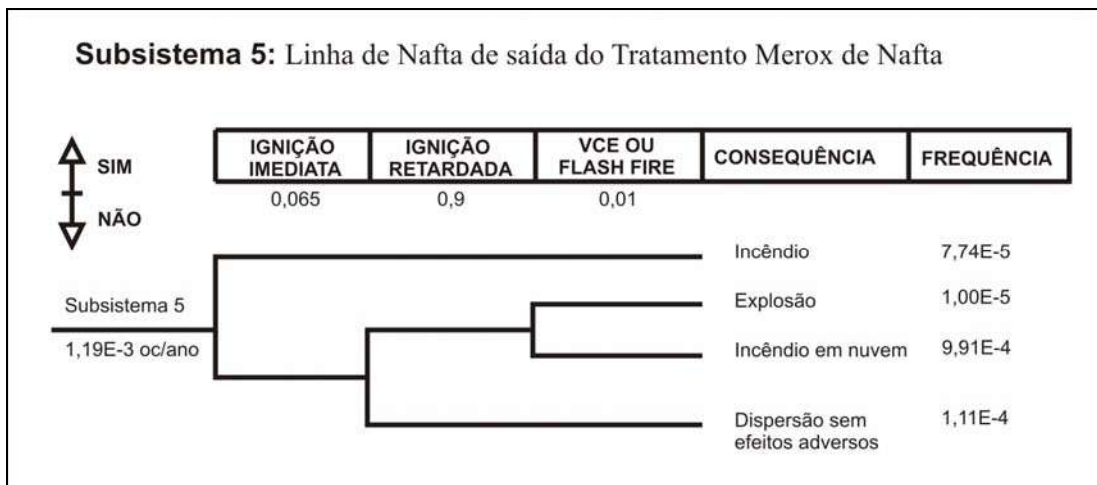 Subsistema 5: Linha de Nafta de saída do Tratamento Merox de Nafta
SIM
NÃO
IGNIÇÃO
IMEDIATA
IGNIÇÃO
RETARDADA
VCE OU
FLASH FIRE
CONSEQUÊNCIA
FREQUÊNCIA
0,065
0,9
0,01
Incêndio
7,74E-5
Subsistema 5
1,19E-3 oc/ano
Explosão
1,00E-5
Incêndio em nuvem
9,91E-4
Dispersão sem
efeitos adversos
1,11E-4